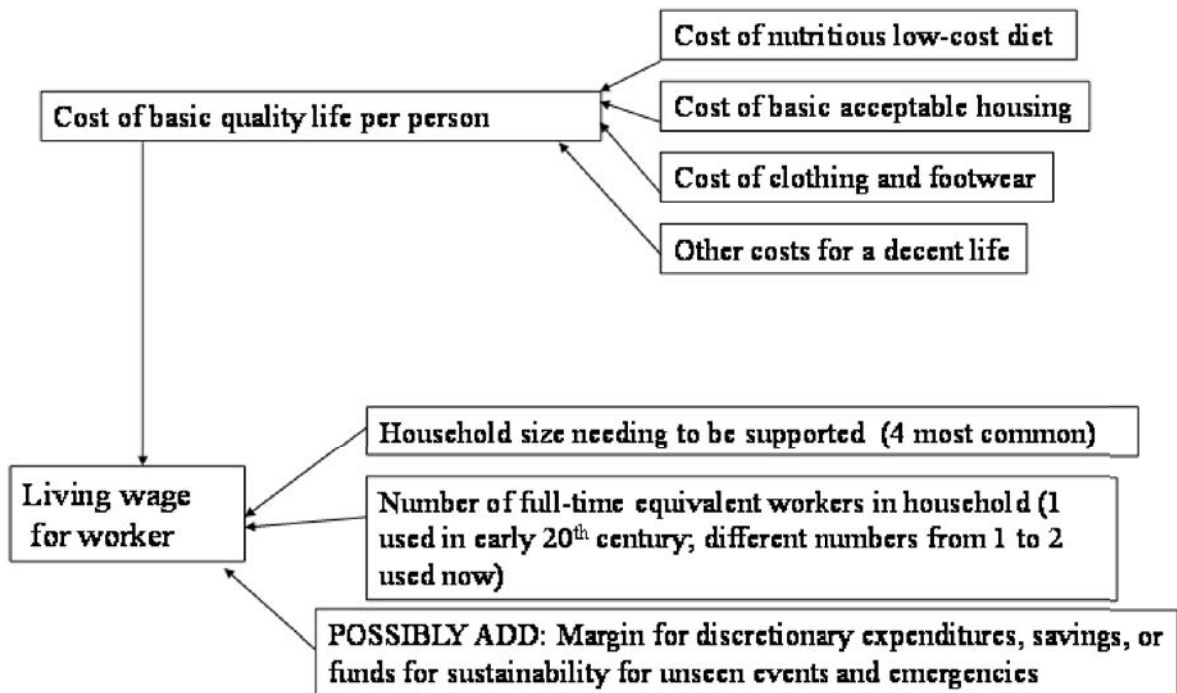 Cost of nutritious low-cost diet
Cost of basic quality life per person
Cost of basic acceptable housing
Cost of clothing and footwear
Other costs for a decent life
Household size needing to be supported (4 most common)
Living wage
for worker
Number of full-time equivalent workers in household (1
used in early 20th century; different numbers from 1 to 2
used now)
POSSIBLY ADD: Margin for discretionary expenditures, savings, or
funds for sustainability for unseen events and emergencies